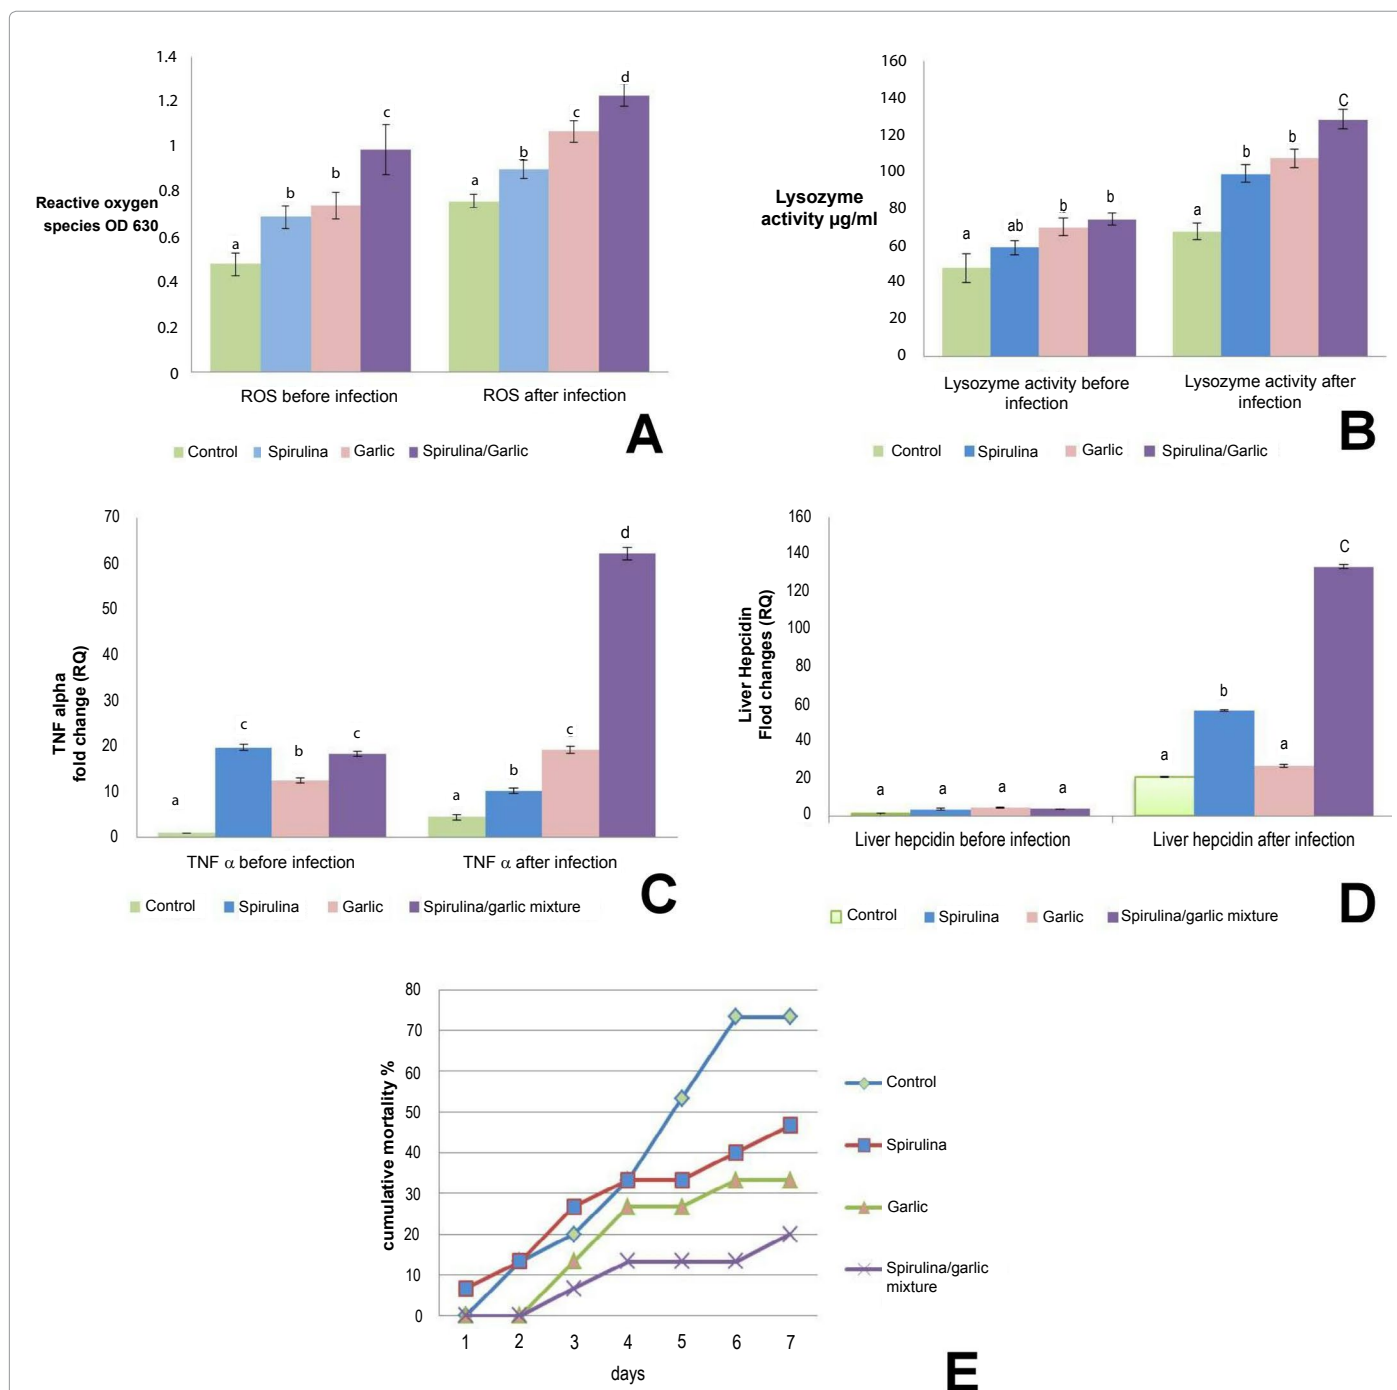 1.4
1.2
1
0.8
0.6
0.4
0.2
0
Reactive oxygen
species OD 630
a
b
b
c
a
b
c
d
ROS before infection
ROS after infection
Control
Spirulina
Garlic
Spirulina/Garlic
A
160
140
120
100
80
60
40
20
0
Lysozyme
activity µg/ml
a
ab
b
b
a
b
b
C
Lysozyme activity before
infection
Lysozyme activity after
infection
Control
Spirulina
Garlic
Spirulina/Garlic
B
70
60
50
40
30
20
10
0
TNF alpha
fold change (RQ)
a
c
b
c
a
b
c
d
TNF α before infection
TNF α after infection
Control
Spirulina
Garlic
Spirulina/garlic mixture
C
160
140
120
100
80
60
40
20
0
Liver Hepcidin
Flod changes (RQ)
a
a
a
a
a
b
a
C
Liver hepcidin before infection
Liver hepcidin after infection
Control
Spirulina
Garlic
Spirulina/garlic mixture
D
80
70
60
50
40
30
20
10
0
cumulative mortality %
1 2 3 4 5 6 7
days
Control
Spirulina
Garlic
Spirulina/garlic
mixture
E